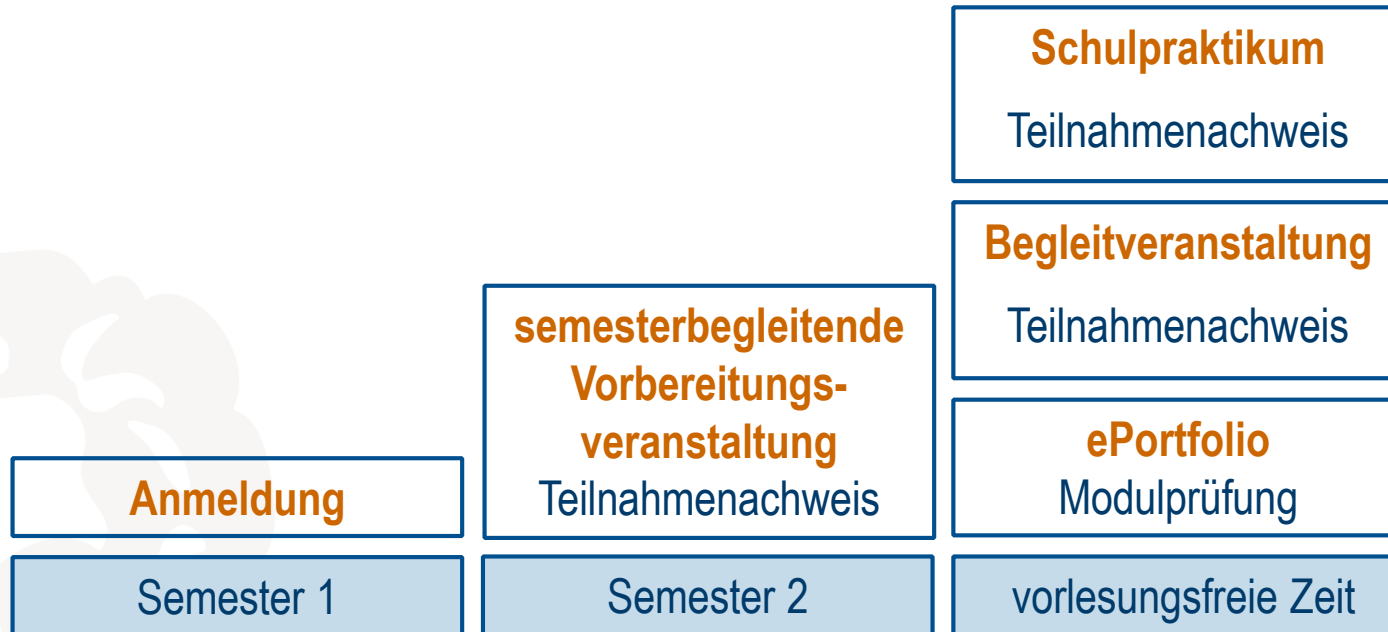 Schulpraktikum
Teilnahmenachweis
Begleitveranstaltung
Teilnahmenachweis
semesterbegleitende
Vorbereitungs-
veranstaltung
Teilnahmenachweis
ePortfolio
Modulprüfung
Anmeldung
Semester 1
Semester 2
vorlesungsfreie Zeit